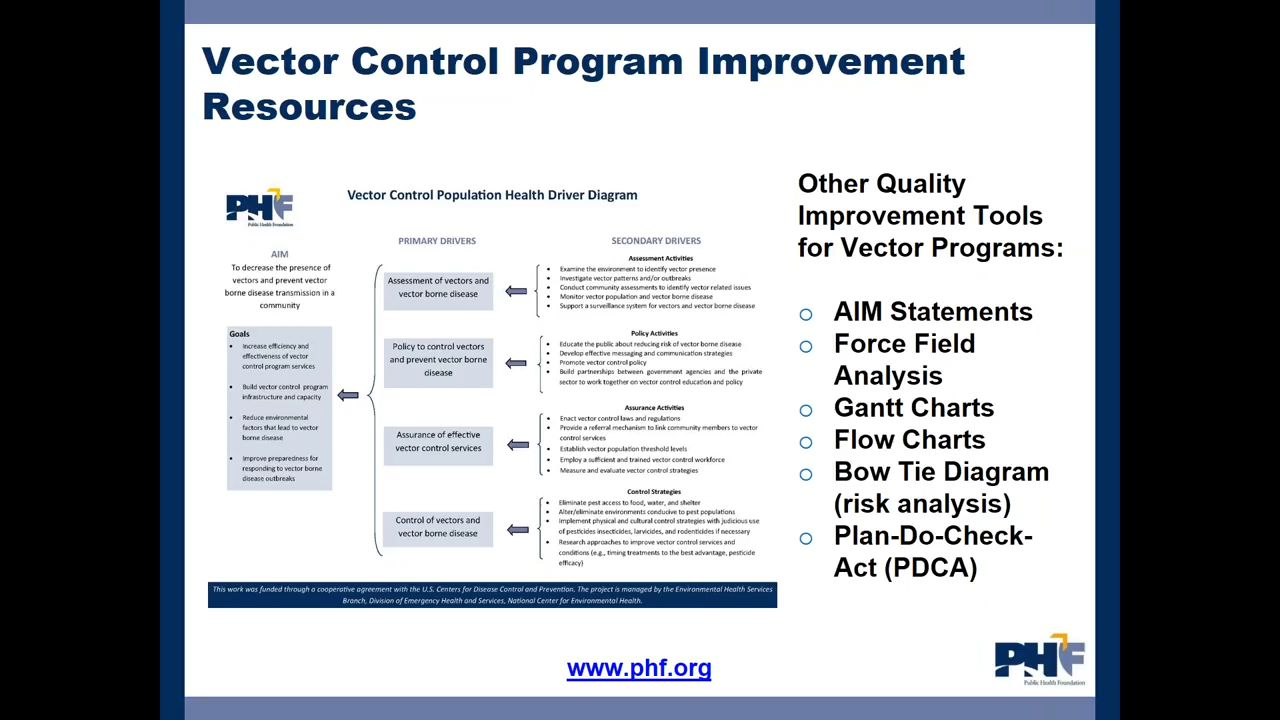 Vector Control Program Improvement
Resources
PHF
Public Health Foundation
Vector Control Population Health Driver Diagram
AIM
To decrease the presence of
vectors and prevent vector
borne disease transmission in a
community
Goals
• Increase efficiency and
effectiveness of vector
control program services
• Build vector control program
infrastructure and capacity
• Reduce environmental
factors that lead to vector
borne disease
• Improve preparedness for
responding to vector borne
disease outbreaks
PRIMARY DRIVERS
Assessment of vectors and
vector borne disease
Policy to control vectors
and prevent vector borne
disease
Assurance of effective
vector control services
Control of vectors and
vector borne disease
SECONDARY DRIVERS
Assessment Activities
• Examine the environment to identify vector presence
• Investigate vector patterns and/or outbreaks
• Conduct community assessments to identify vector related issues
• Monitor vector population and vector borne disease
• Support a surveillance system for vectors and vector borne disease
Policy Activities
• Educate the public about reducing risk of vector borne disease
• Develop effective messaging and communication strategies
• Promote vector control policy
• Build partnerships between government agencies and the private
sector to work together on vector control education and policy
Assurance Activities
• Enact vector control laws and regulations
• Provide a referral mechanism to link community members to vector
control services
• Establish vector population threshold levels
• Employ a sufficient and trained vector control workforce
• Measure and evaluate vector control strategies
Control Strategies
• Eliminate pest access to food, water, and shelter
• Alter/eliminate environments conducive to pest populations
• Implement physical and cultural control strategies with judicious use
of pesticides insecticides, larvicides, and rodenticides if necessary
• Research approaches to improve vector control services and
conditions (e.g., timing treatments to the best advantage, pesticide
efficacy)
This work was funded through a cooperative agreement with the U.S. Centers for Disease Control and Prevention. The project is managed by the Environmental Health Services
Branch, Division of Emergency Health and Services, National Center for Environmental Health.
Other Quality
Improvement Tools
for Vector Programs:
o AIM Statements
o Force Field
Analysis
o Gantt Charts
o Flow Charts
o Bow Tie Diagram
(risk analysis)
o Plan-Do-Check-
Act (PDCA)
www.phf.org
PHF
Public Health Foundation